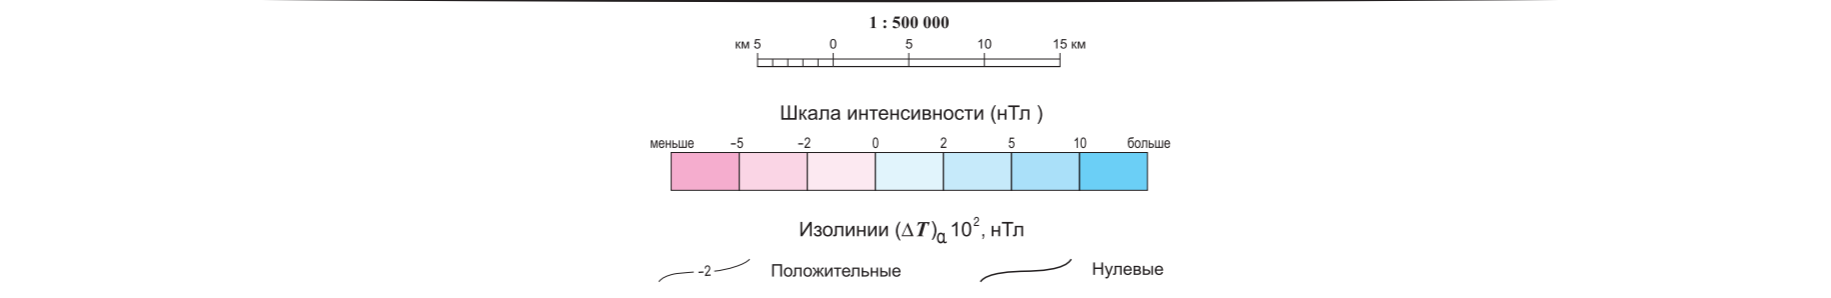 1 : 500 000
км 5 0 5 10 15 км
Шкала интенсивности (нТл )
меньше -5 -2 0 2 5 10 больше
Изолинии (ΔT)α 10², нТл
-2 Положительные Нулевые